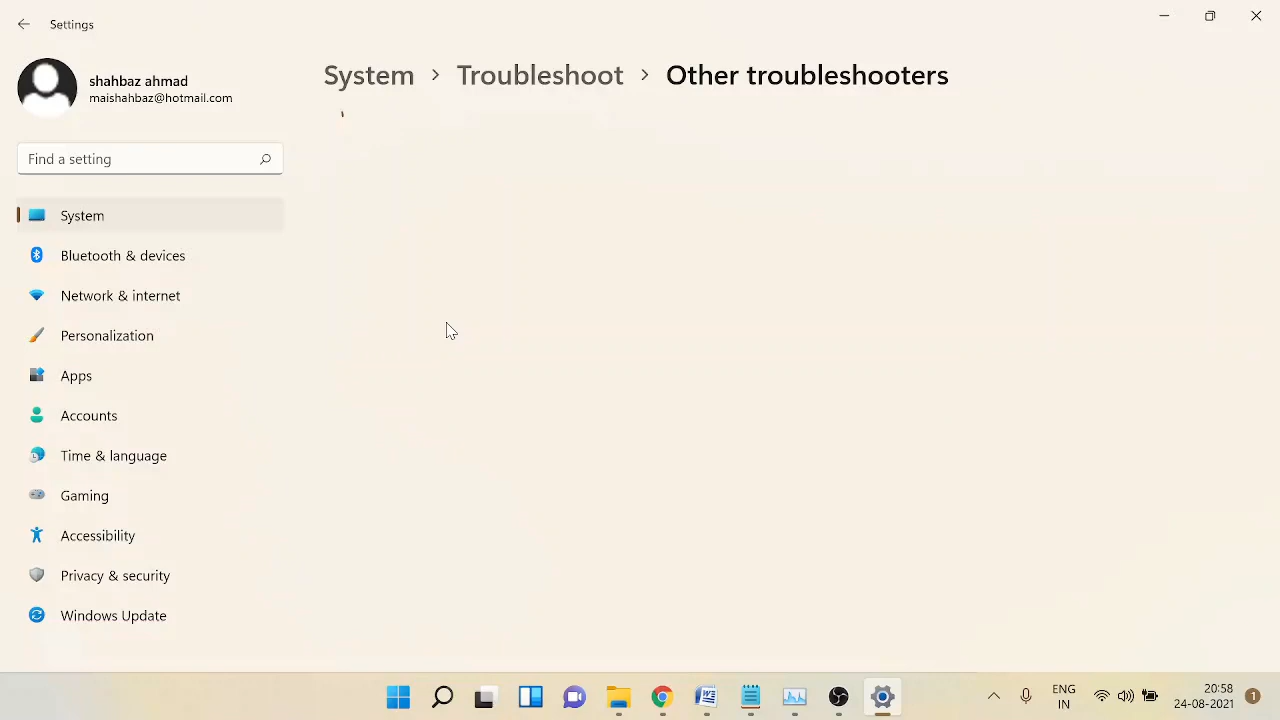 Settings
shahbaz ahmad
maishahbaz@hotmail.com
System > Troubleshoot > Other troubleshooters
Find a setting
System
Bluetooth & devices
Network & internet
Personalization
Apps
Accounts
Time & language
Gaming
Accessibility
Privacy & security
Windows Update
ENG
IN
20:58
24-08-2021
1